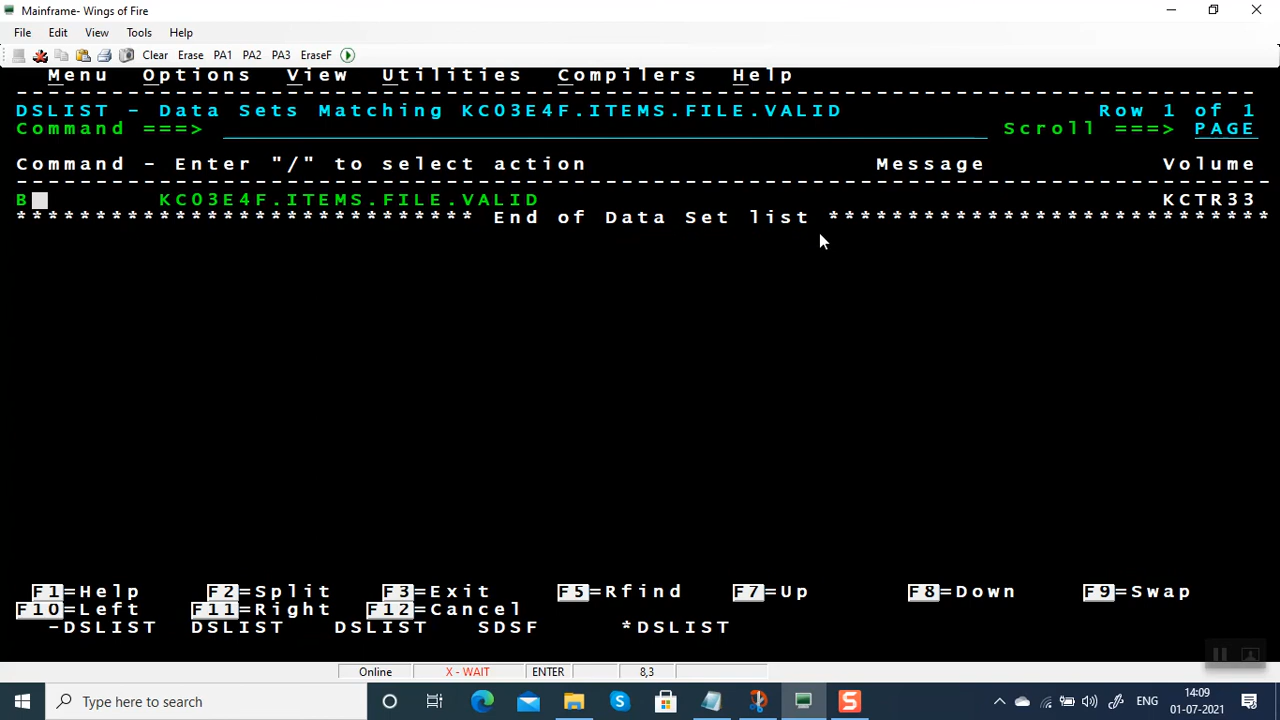 Mainframe- Wings of Fire
File Edit View Tools Help
Clear Erase PA1 PA2 PA3 EraseF
Menu Options View Utilities Compilers Help
- - - - - - - - - - - - - - - - - - - - - - - - - - - - - - - - - - - - - - - - - - - - - - - - - - - - - - - - - - - - - - - - - - - - - - - - - - - - - -
DSLIST - Data Sets Matching KC03E4F.ITEMS.FILE.VALID Row 1 of 1
Command ===> Scroll ===> PAGE
Command - Enter "/" to select action Message Volume
- - - - - - - - - - - - - - - - - - - - - - - - - - - - - - - - - - - - - - - - - - - - - - - - - - - - - - - - - - - - - - - - - - - - - - - - - - - - - - -
B KC03E4F.ITEMS.FILE.VALID KCTR33
***************************** End of Data Set list ****************************
F1=Help F2=Split F3=Exit F5=Rfind F7=Up F8=Down F9=Swap
F10=Left F11=Right F12=Cancel
-DSLIST DSLIST DSLIST SDSF *DSLIST
Online X - WAIT ENTER 8,3
Type here to search
ENG
14:09
01-07-2021